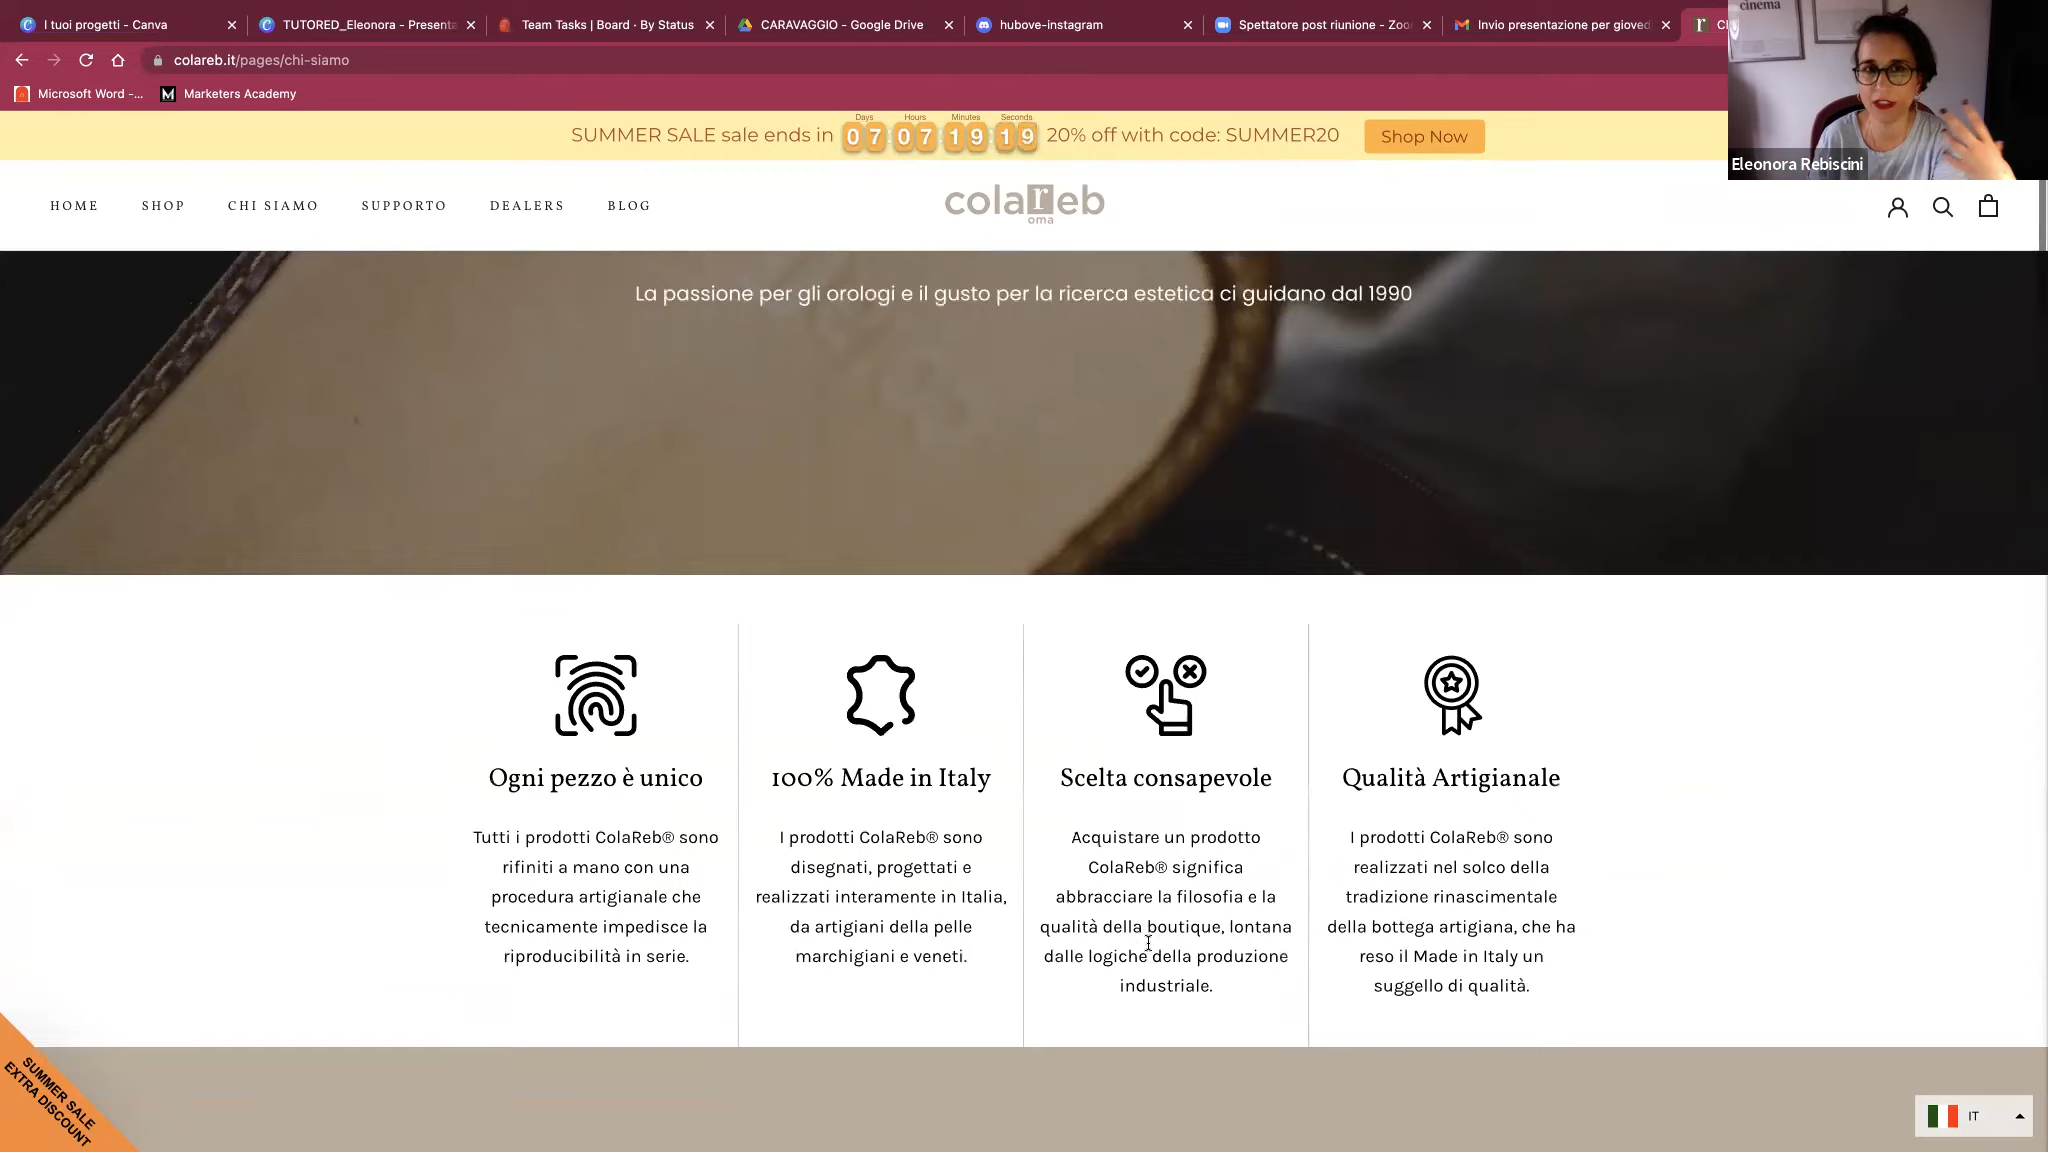 I tuoi progetti - Canva
TUTORED_Eleonora - Presenta
Team Tasks | Board · By Status
CARAVAGGIO - Google Drive
hubove-instagram
Spettatore post riunione - Zoo
Invio presentazione per gioved
cinema
colareb.it/pages/chi-siamo
Microsoft Word -...
Marketers Academy
Eleonora Rebiscini
SUMMER SALE sale ends in
Days Hours Minutes Seconds
07 07 19 19
20% off with code: SUMMER20
Shop Now
HOME
SHOP
CHI SIAMO
SUPPORTO
DEALERS
BLOG
colareb
oma
La passione per gli orologi e il gusto per la ricerca estetica ci guidano dal 1990
Ogni pezzo è unico
Tutti i prodotti ColaReb® sono
rifiniti a mano con una
procedura artigianale che
tecnicamente impedisce la
riproducibilità in serie.
100% Made in Italy
I prodotti ColaReb® sono
disegnati, progettati e
realizzati interamente in Italia,
da artigiani della pelle
marchigiani e veneti.
Scelta consapevole
Acquistare un prodotto
ColaReb® significa
abbracciare la filosofia e la
qualità della boutique, lontana
dalle logiche della produzione
industriale.
Qualità Artigianale
I prodotti ColaReb® sono
realizzati nel solco della
tradizione rinascimentale
della bottega artigiana, che ha
reso il Made in Italy un
suggello di qualità.
SUMMER SALE
EXTRA DISCOUNT
IT